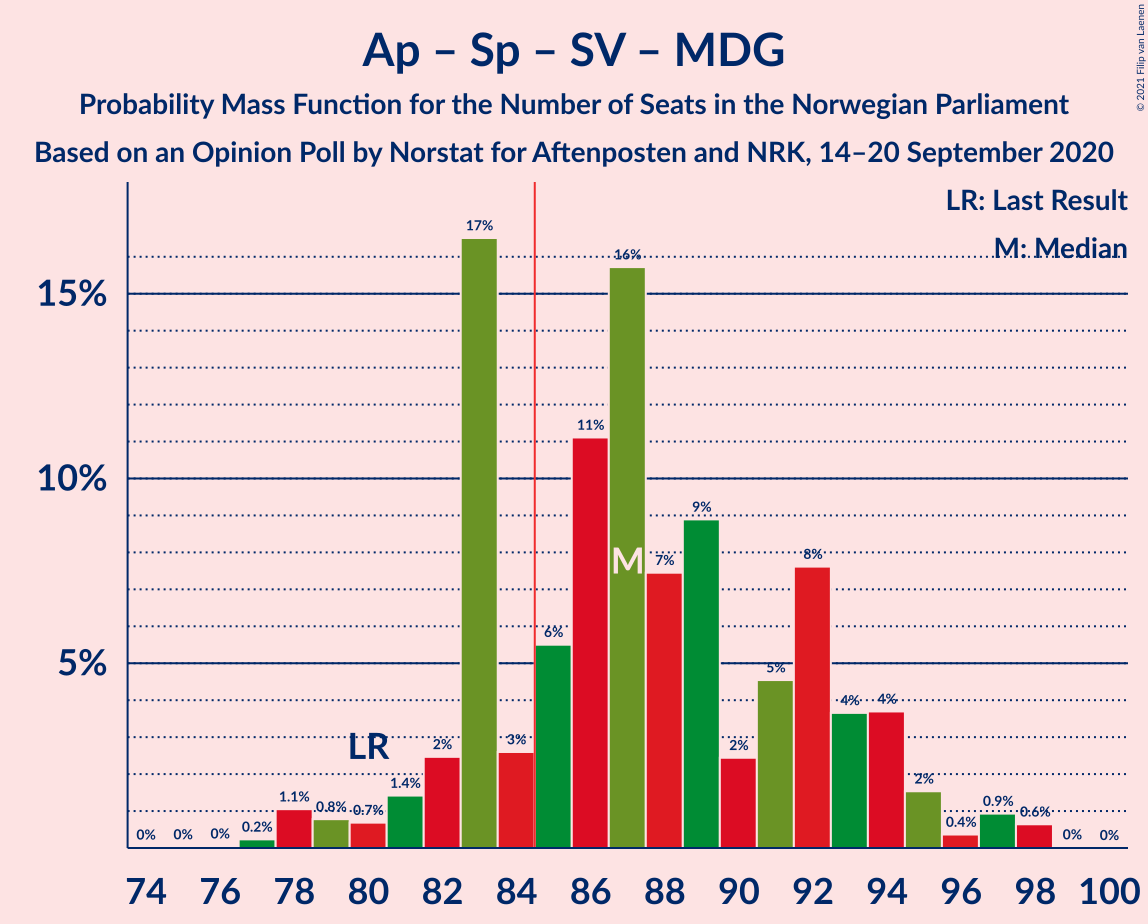 Ap – Sp – SV – MDG
Probability Mass Function for the Number of Seats in the Norwegian Parliament
Based on an Opinion Poll by Norstat for Aftenposten and NRK, 14–20 September 2020
© 2021 Filip van Laenen
LR: Last Result
M: Median
15%
10%
5%
0% 0% 0% 0.2% 1.1% 0.8% 0.7% 1.4% 2% 17% 3% 6% 11% 16% 7% 9% 2% 5% 8% 4% 4% 2% 0.4% 0.9% 0.6% 0% 0%
LR
M
74 76 78 80 82 84 86 88 90 92 94 96 98 100